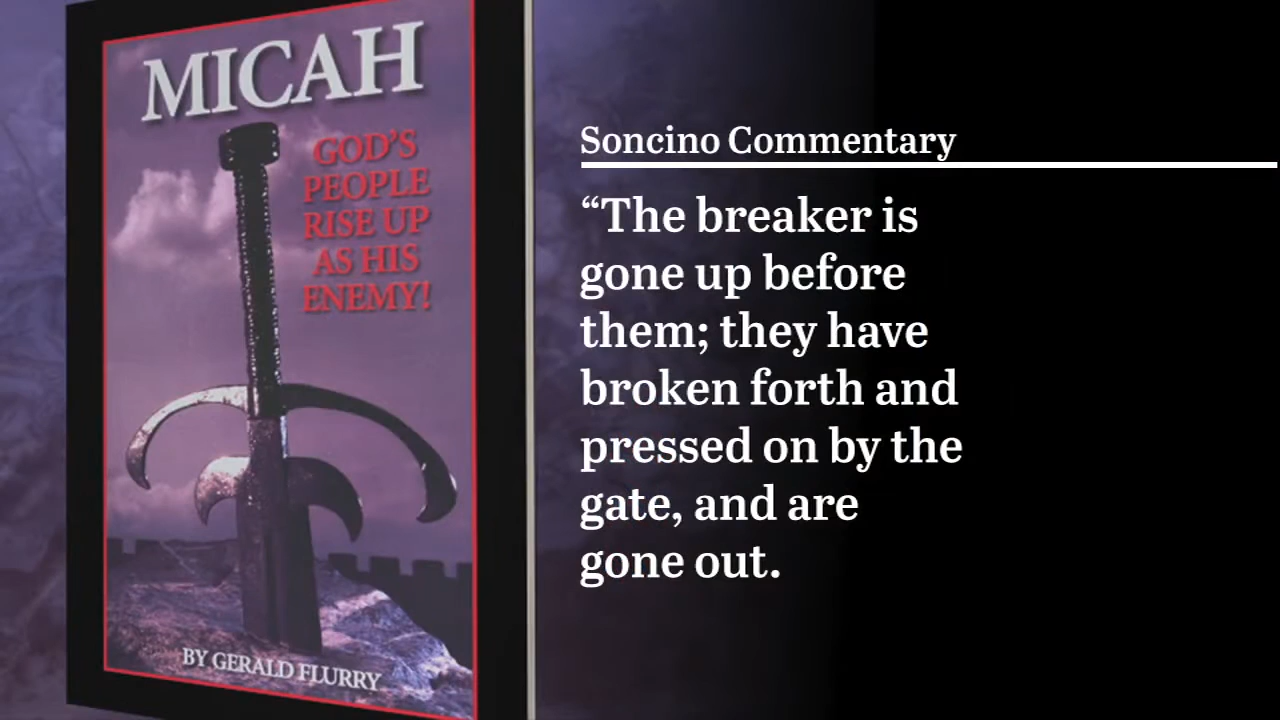 MICAH
GOD'S
PEOPLE
RISE UP
AS HIS
ENEMY!
BY GERALD FLURRY
Soncino Commentary
“The breaker is
gone up before
them; they have
broken forth and
pressed on by the
gate, and are
gone out.